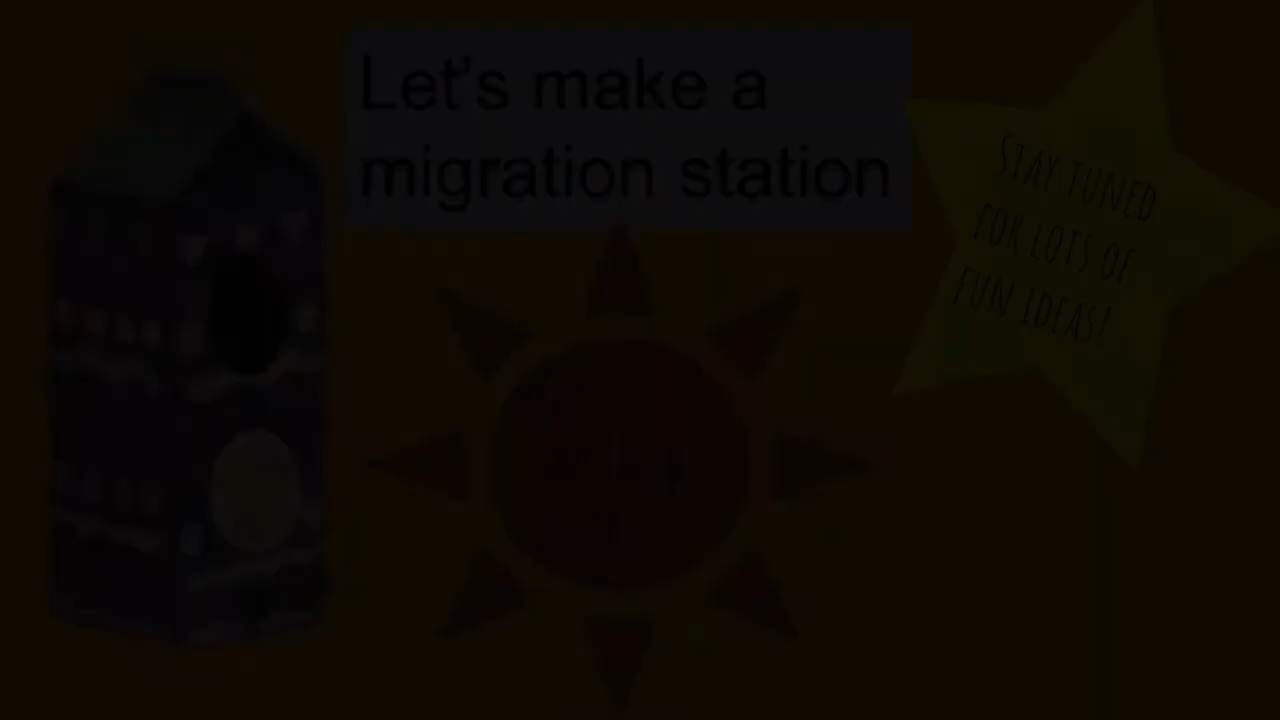 Let's make a
migration station
STAY TUNED
FOR LOTS OF
FUN IDEAS!